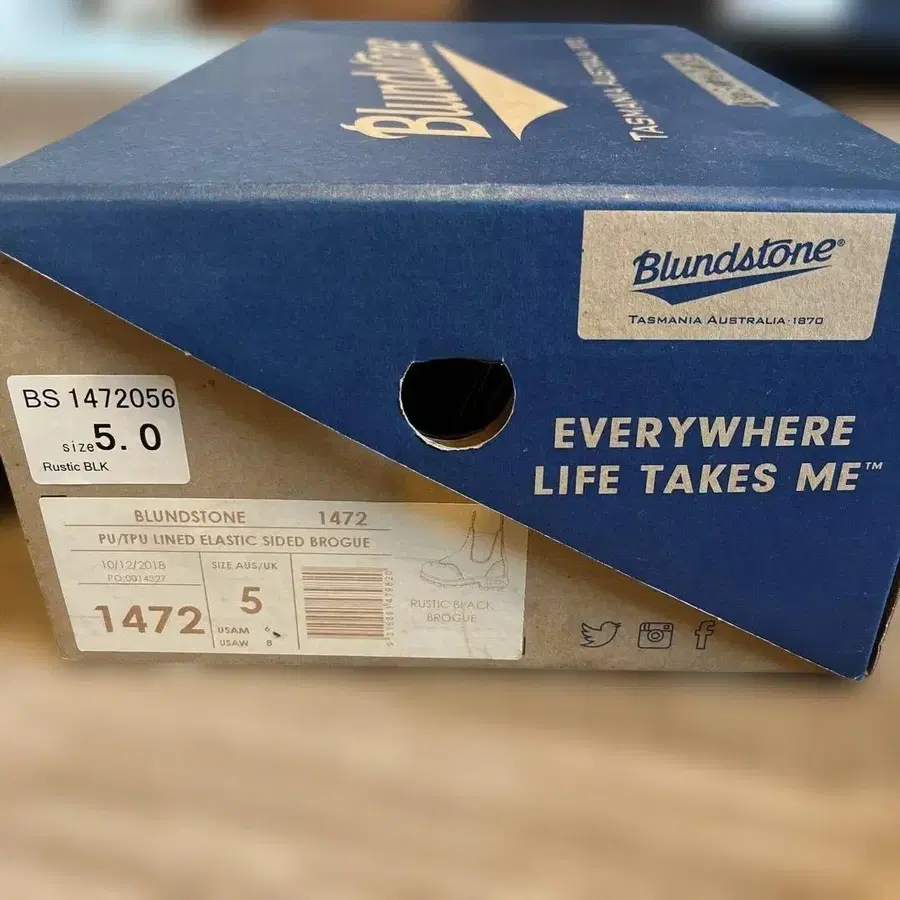 Blundstone
TASMANIA AUSTRALIA
Blundstone®
TASMANIA AUSTRALIA · 1870
EVERYWHERE
LIFE TAKES ME™
BS 1472056
size 5.0
Rustic BLK
BLUNDSTONE 1472
PU/TPU LINED ELASTIC SIDED BROGUE
10/12/2018
P.O:0014327
1472
SIZE AUS/UK
5
USAM 6
USAW 8
RUSTIC BLACK
BROGUE